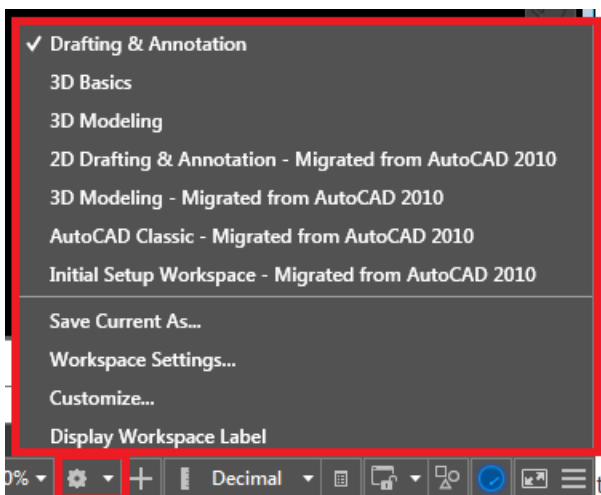 Drafting & Annotation
3D Basics
3D Modeling
2D Drafting & Annotation - Migrated from AutoCAD 2010
3D Modeling - Migrated from AutoCAD 2010
AutoCAD Classic - Migrated from AutoCAD 2010
Initial Setup Workspace - Migrated from AutoCAD 2010
Save Current As...
Workspace Settings...
Customize...
Display Workspace Label
0% Decimal t